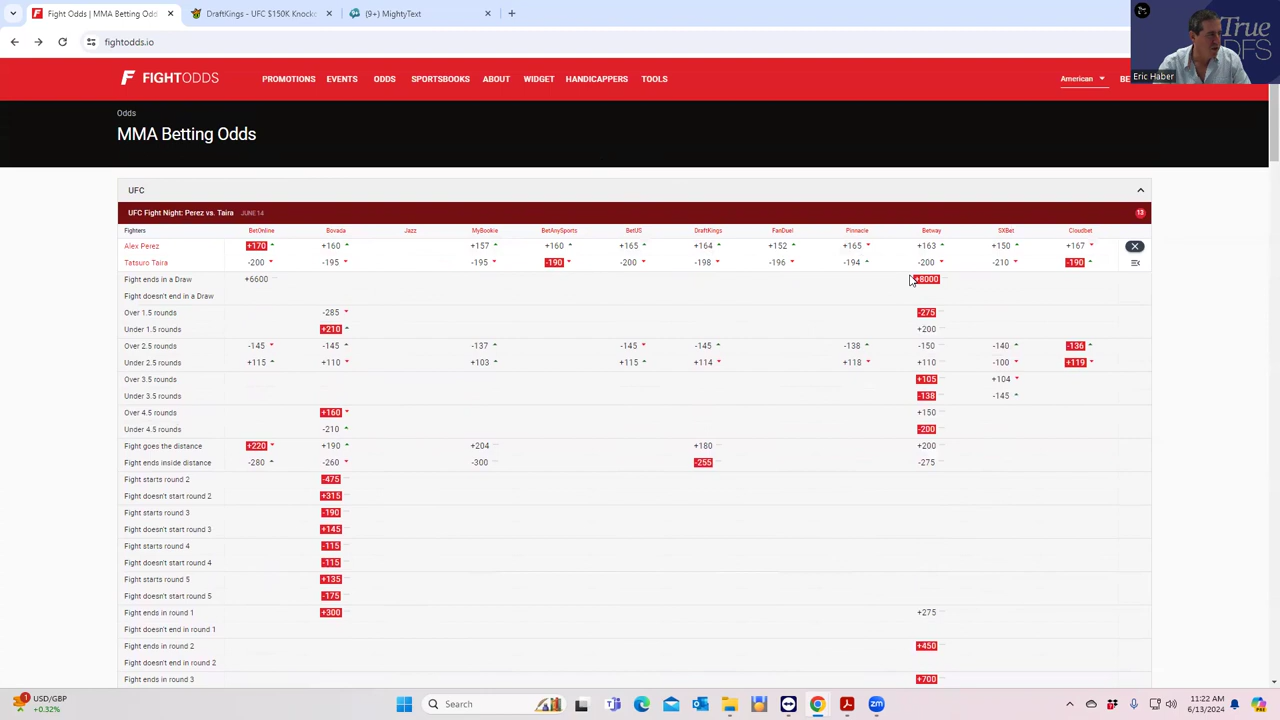 Fight Odds | MMA Betting Odd
DraftKings - UFC $150K Knocko
(9+) MightyText
fightodds.io
True
DFS
Eric Haber
FIGHTODDS
PROMOTIONS EVENTS ODDS SPORTSBOOKS ABOUT WIDGET HANDICAPPERS TOOLS
American
BE
Odds
MMA Betting Odds
UFC
UFC Fight Night: Perez vs. Taira JUNE 14 13
Fighters BetOnline Bovada Jazz MyBookie BetAnySports BetUS DraftKings FanDuel Pinnacle Betway SXBet Cloudbet
Alex Perez +170 +160 +157 +160 +165 +164 +152 +165 +163 +150 +167
Tatsuro Taira -200 -195 -195 -190 -200 -198 -196 -194 -200 -210 -190
Fight ends in a Draw +6600 +8000
Fight doesn't end in a Draw
Over 1.5 rounds -285 -275
Under 1.5 rounds +210 +200
Over 2.5 rounds -145 -145 -137 -145 -145 -138 -150 -140 -136
Under 2.5 rounds +115 +110 +103 +115 +114 +118 +110 -100 +119
Over 3.5 rounds +105 +104
Under 3.5 rounds -138 -145
Over 4.5 rounds +160 +150
Under 4.5 rounds -210 -200
Fight goes the distance +220 +190 +204 +180 +200
Fight ends inside distance -280 -260 -300 -255 -275
Fight starts round 2 -475
Fight doesn't start round 2 +315
Fight starts round 3 -190
Fight doesn't start round 3 +145
Fight starts round 4 -115
Fight doesn't start round 4 -115
Fight starts round 5 +135
Fight doesn't start round 5 -175
Fight ends in round 1 +300 +275
Fight doesn't end in round 1
Fight ends in round 2 +450
Fight doesn't end in round 2
Fight ends in round 3 +700
USD/GBP
+0.32%
Search
11:22 AM
6/13/2024